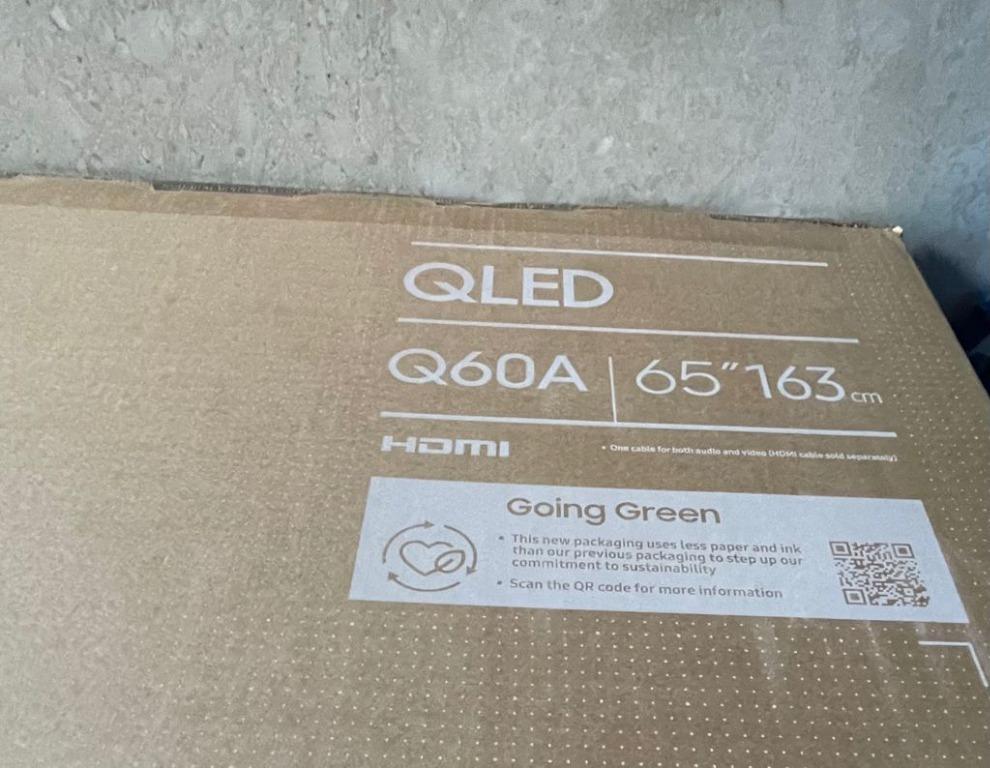 QLED
Q60A 65" 163 cm
HDMI
• One cable for both audio and video (HDMI cable sold separately)
Going Green
• This new packaging uses less paper and ink
than our previous packaging to step up our
commitment to sustainability
• Scan the QR code for more information